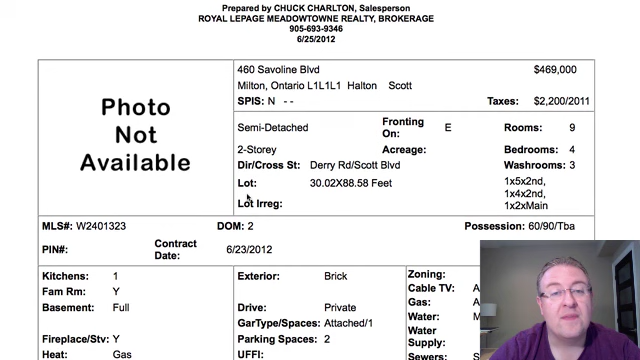 Prepared by CHUCK CHARLTON, Salesperson
ROYAL LEPAGE MEADOWTOWNE REALTY, BROKERAGE
905-693-9346
6/25/2012
Photo
Not
Available
460 Savoline Blvd $469,000
Milton, Ontario L1L1L1 Halton Scott
SPIS: N - - Taxes: $2,200/2011
Semi-Detached Fronting On: E Rooms: 9
2-Storey Acreage: Bedrooms: 4
Dir/Cross St: Derry Rd/Scott Blvd Washrooms: 3
Lot: 30.02X88.58 Feet 1x5x2nd,
1x4x2nd,
Lot Irreg: 1x2xMain
MLS#: W2401323 DOM: 2 Possession: 60/90/Tba
PIN#: Contract Date: 6/23/2012
Kitchens: 1 Exterior: Brick Zoning:
Fam Rm: Y Cable TV: A
Basement: Full Drive: Private Gas: A
GarType/Spaces: Attached/1 Water: M
Fireplace/Stv: Y Parking Spaces: 2 Water Supply:
Heat: Gas UFFI: Sewers: S